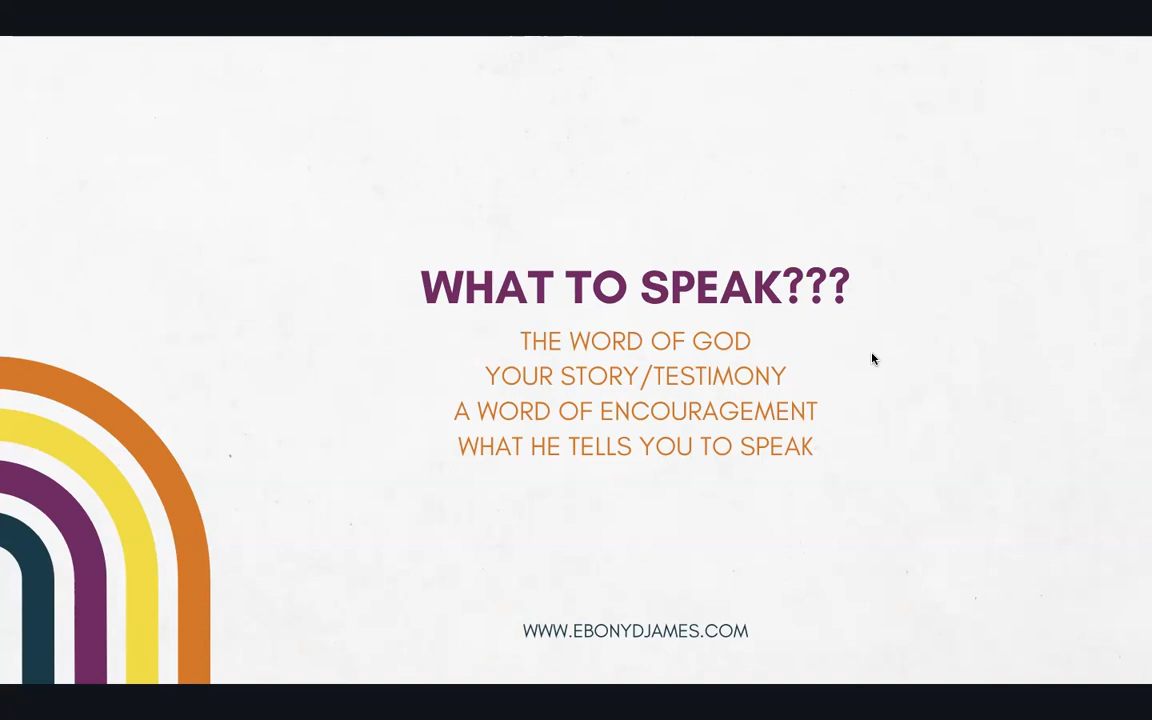 WHAT TO SPEAK???
THE WORD OF GOD
YOUR STORY/TESTIMONY
A WORD OF ENCOURAGEMENT
WHAT HE TELLS YOU TO SPEAK
WWW.EBONYDJAMES.COM